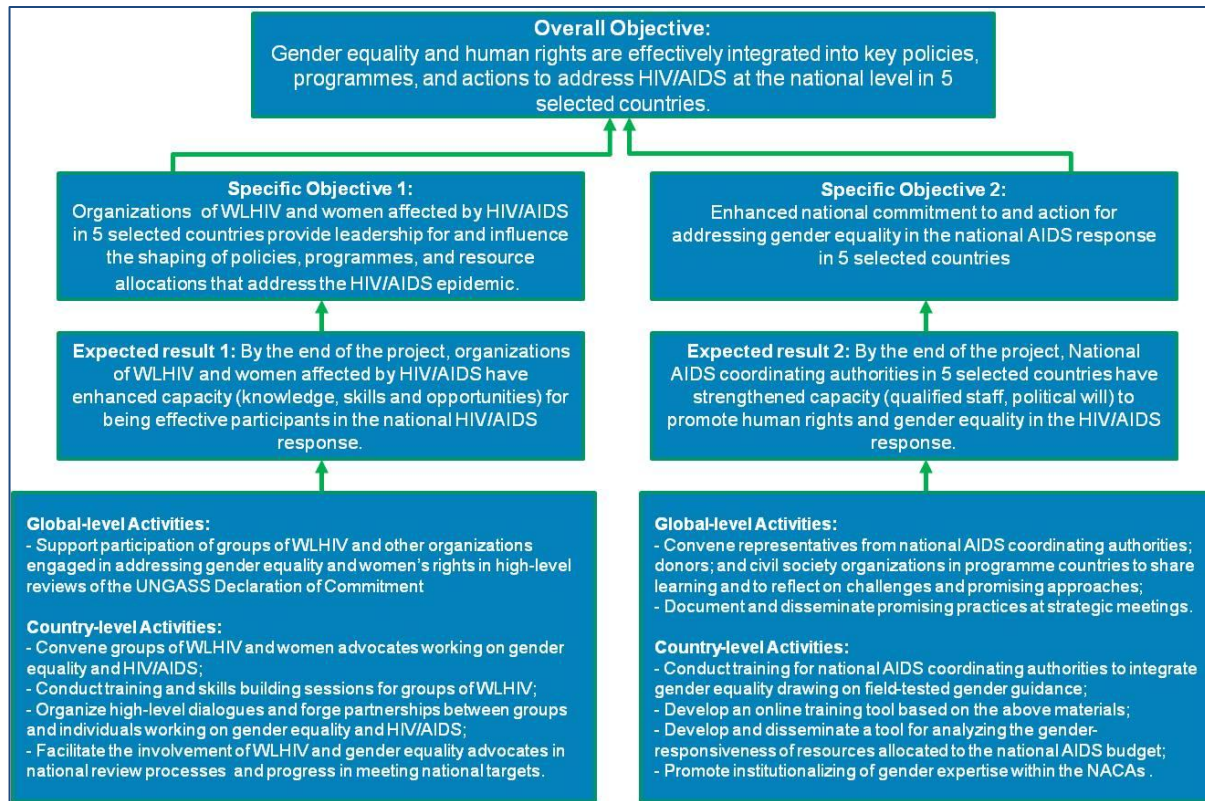 Overall Objective:
Gender equality and human rights are effectively integrated into key policies,
programmes, and actions to address HIV/AIDS at the national level in 5
selected countries.
Specific Objective 1:
Organizations of WLHIV and women affected by HIV/AIDS
in 5 selected countries provide leadership for and influence
the shaping of policies, programmes, and resource
allocations that address the HIV/AIDS epidemic.
Specific Objective 2:
Enhanced national commitment to and action for
addressing gender equality in the national AIDS response
in 5 selected countries
Expected result 1: By the end of the project, organizations
of WLHIV and women affected by HIV/AIDS have
enhanced capacity (knowledge, skills and opportunities) for
being effective participants in the national HIV/AIDS
response.
Expected result 2: By the end of the project, National
AIDS coordinating authorities in 5 selected countries have
strengthened capacity (qualified staff, political will) to
promote human rights and gender equality in the HIV/AIDS
response.
Global-level Activities:
- Support participation of groups of WLHIV and other organizations
engaged in addressing gender equality and women's rights in high-level
reviews of the UNGASS Declaration of Commitment
Country-level Activities:
- Convene groups of WLHIV and women advocates working on gender
equality and HIV/AIDS;
- Conduct training and skills building sessions for groups of WLHIV;
- Organize high-level dialogues and forge partnerships between groups
and individuals working on gender equality and HIV/AIDS;
- Facilitate the involvement of WLHIV and gender equality advocates in
national review processes and progress in meeting national targets.
Global-level Activities:
- Convene representatives from national AIDS coordinating authorities;
donors; and civil society organizations in programme countries to share
learning and to reflect on challenges and promising approaches;
- Document and disseminate promising practices at strategic meetings.
Country-level Activities:
- Conduct training for national AIDS coordinating authorities to integrate
gender equality drawing on field-tested gender guidance;
- Develop an online training tool based on the above materials;
- Develop and disseminate a tool for analyzing the gender-
responsiveness of resources allocated to the national AIDS budget;
- Promote institutionalizing of gender expertise within the NACAs .